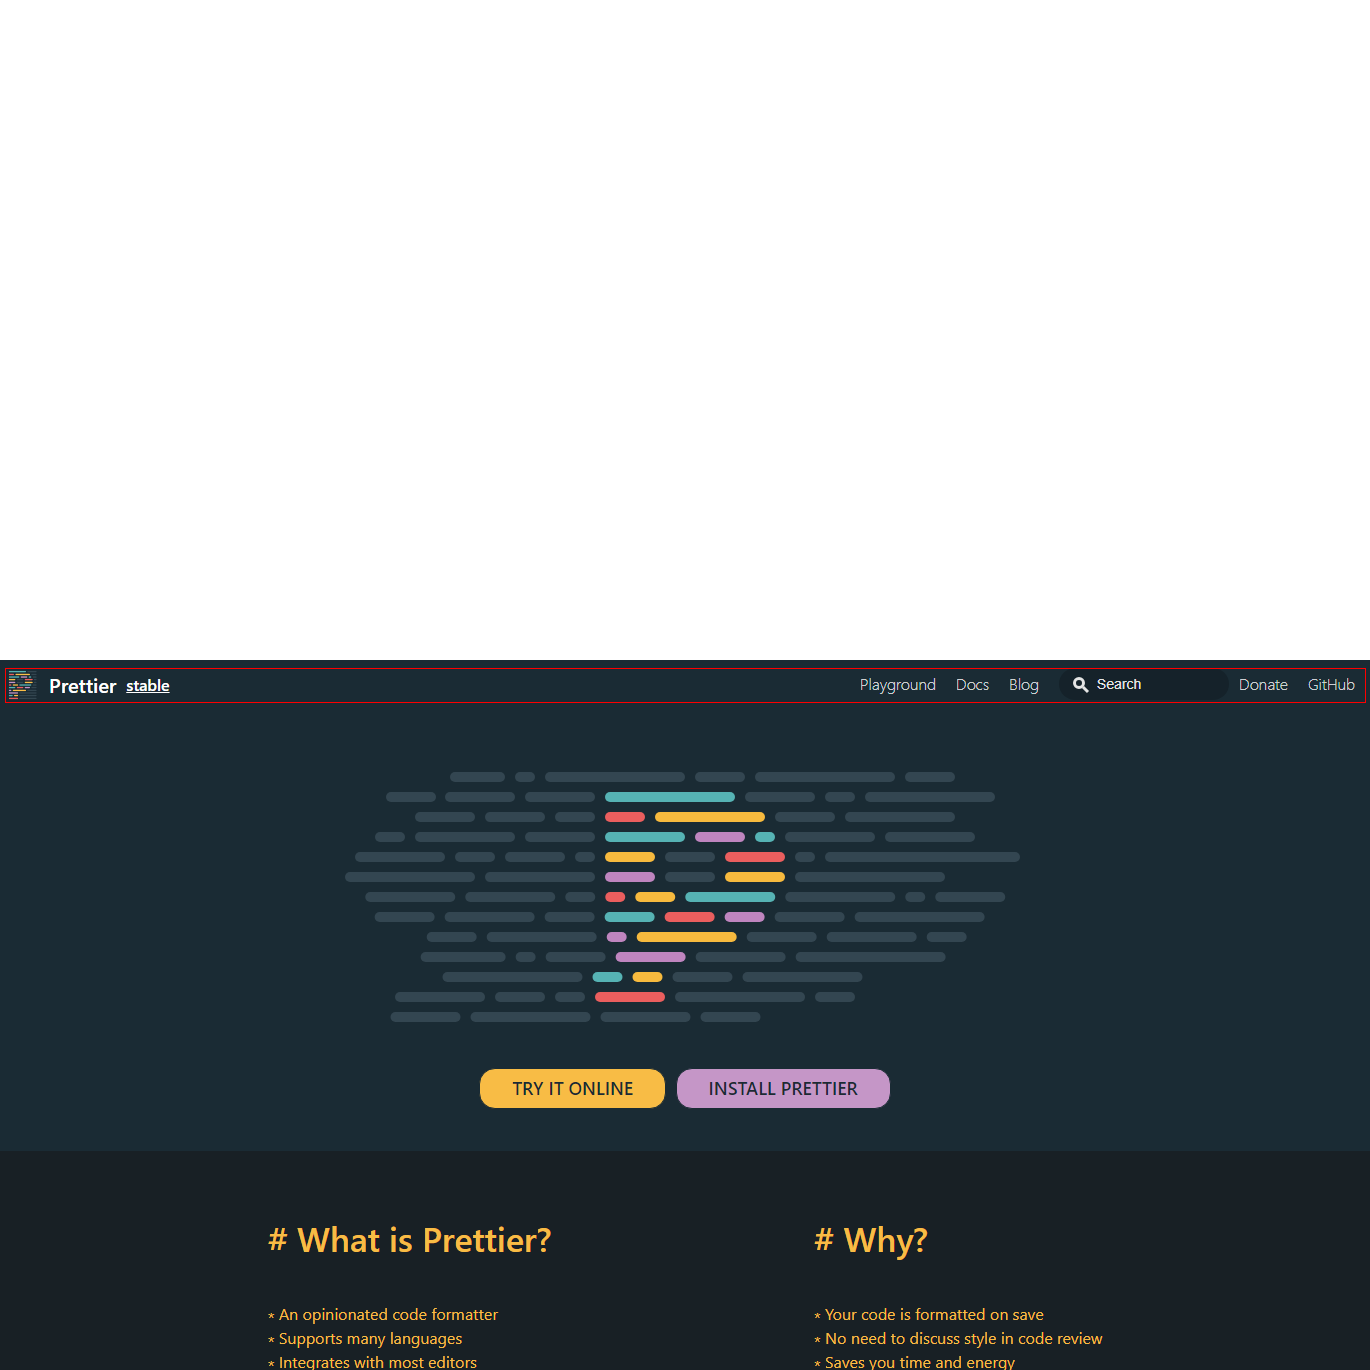 Prettier stable Playground Docs Blog Search Donate GitHub
TRY IT ONLINE INSTALL PRETTIER
# What is Prettier?
* An opinionated code formatter
* Supports many languages
* Integrates with most editors
# Why?
* Your code is formatted on save
* No need to discuss style in code review
* Saves you time and energy